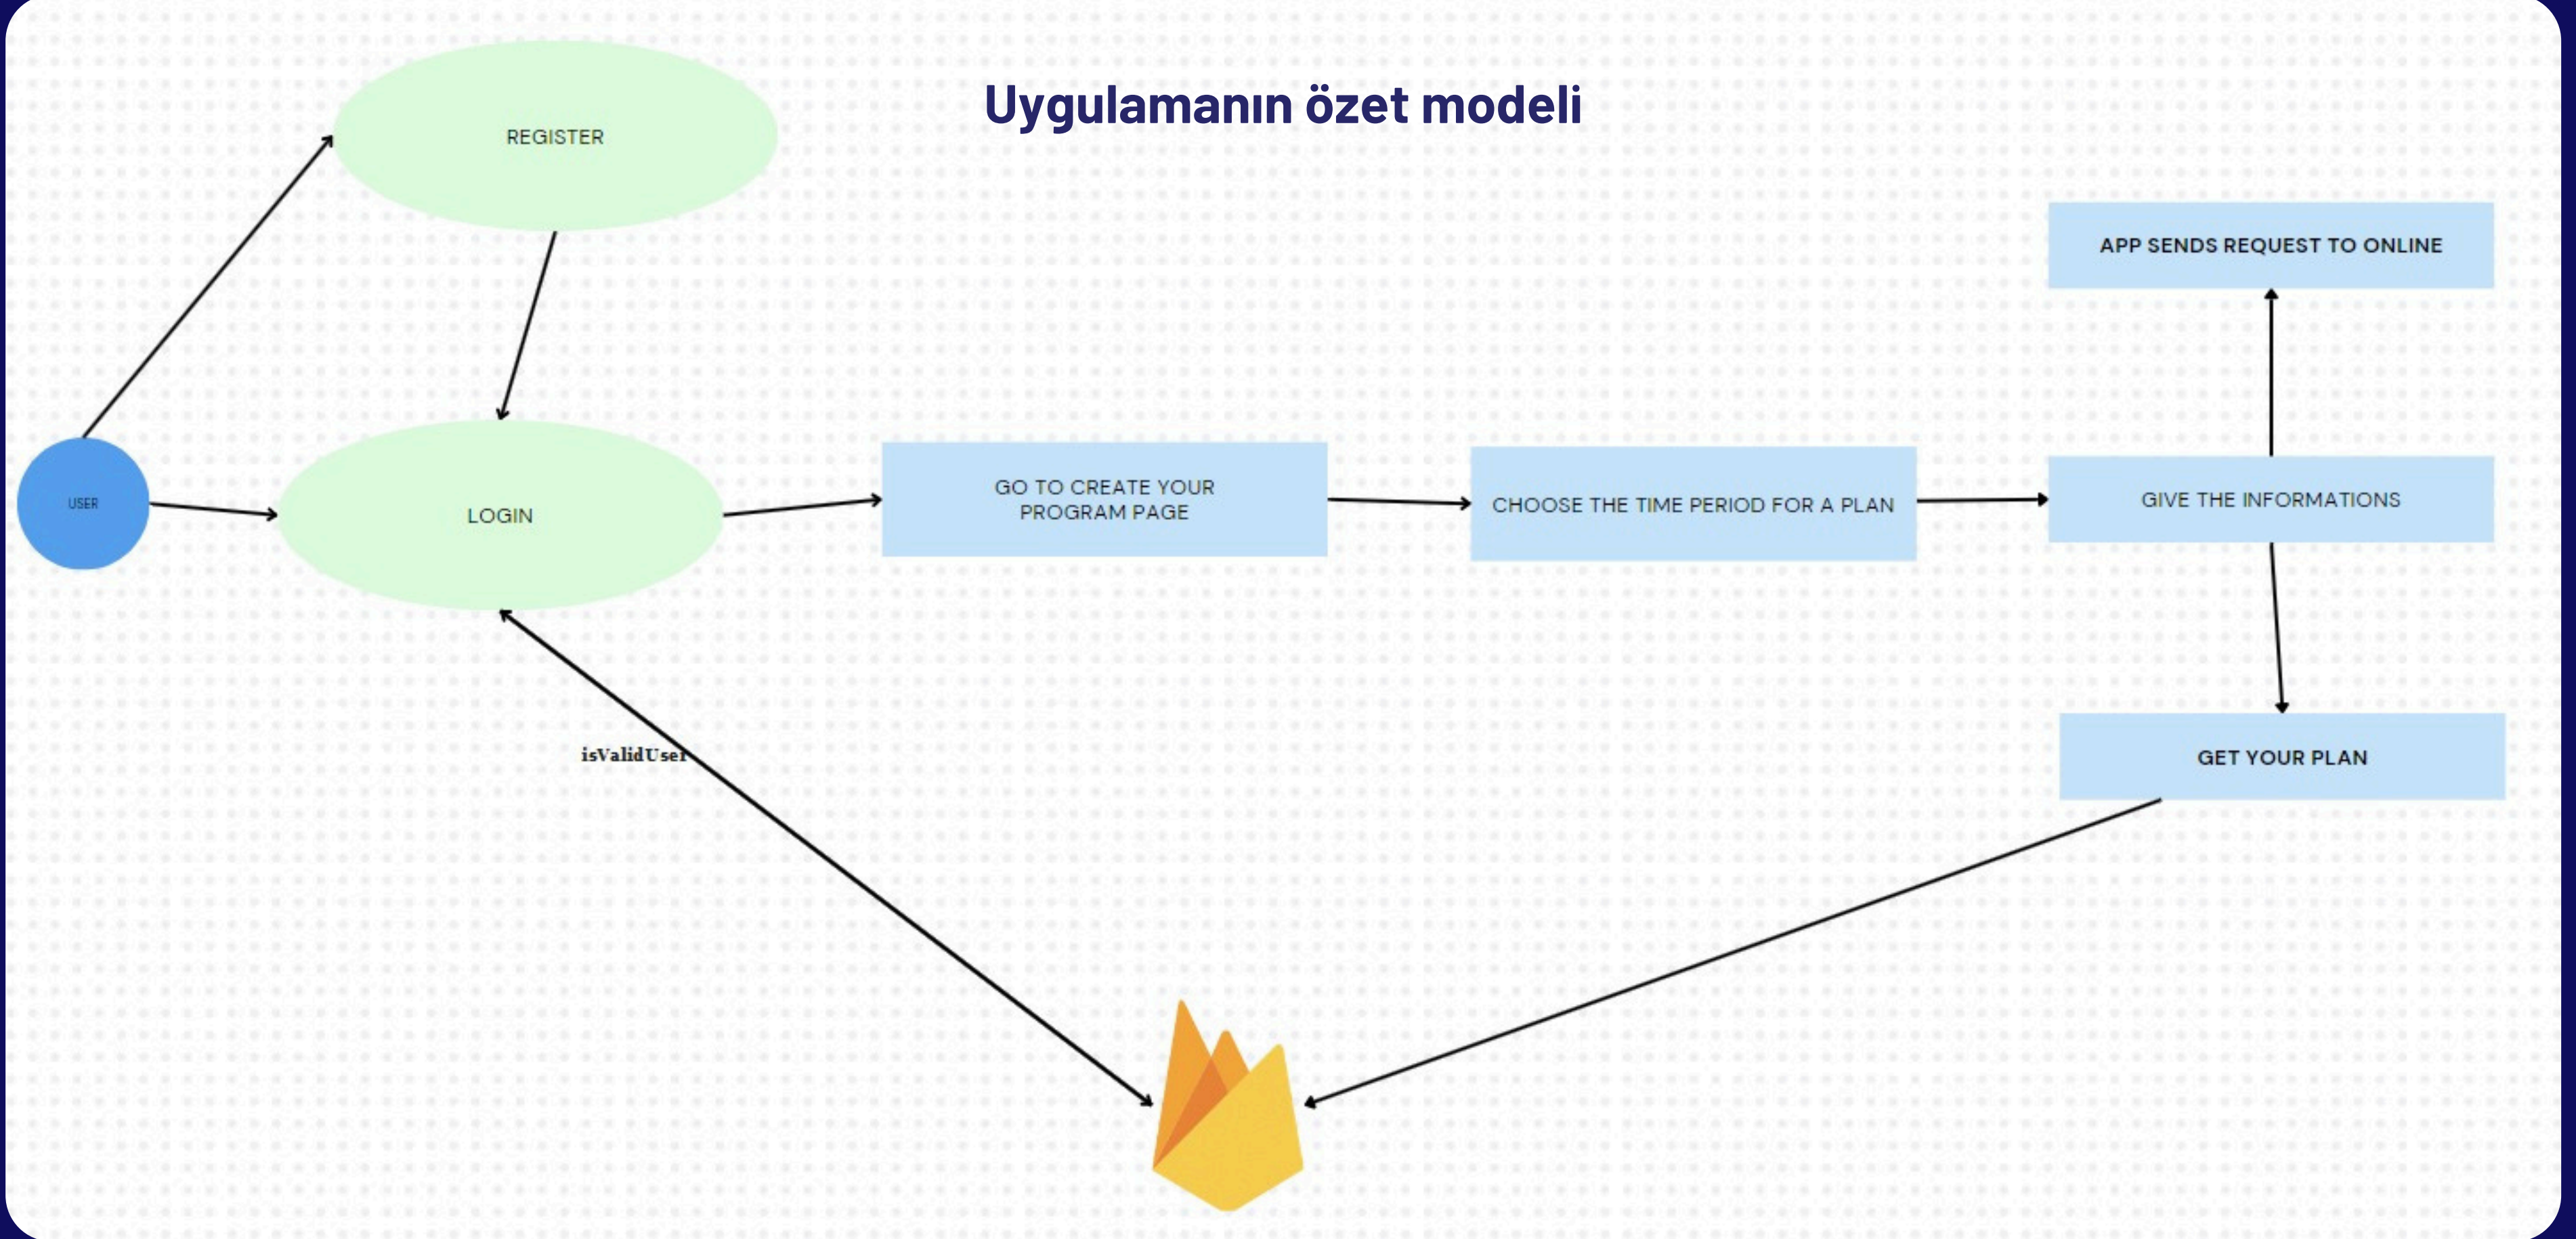 Uygulamanın özet modeli
REGISTER
APP SENDS REQUEST TO ONLINE
USER
LOGIN
GO TO CREATE YOUR
PROGRAM PAGE
CHOOSE THE TIME PERIOD FOR A PLAN
GIVE THE INFORMATIONS
isValidUser
GET YOUR PLAN